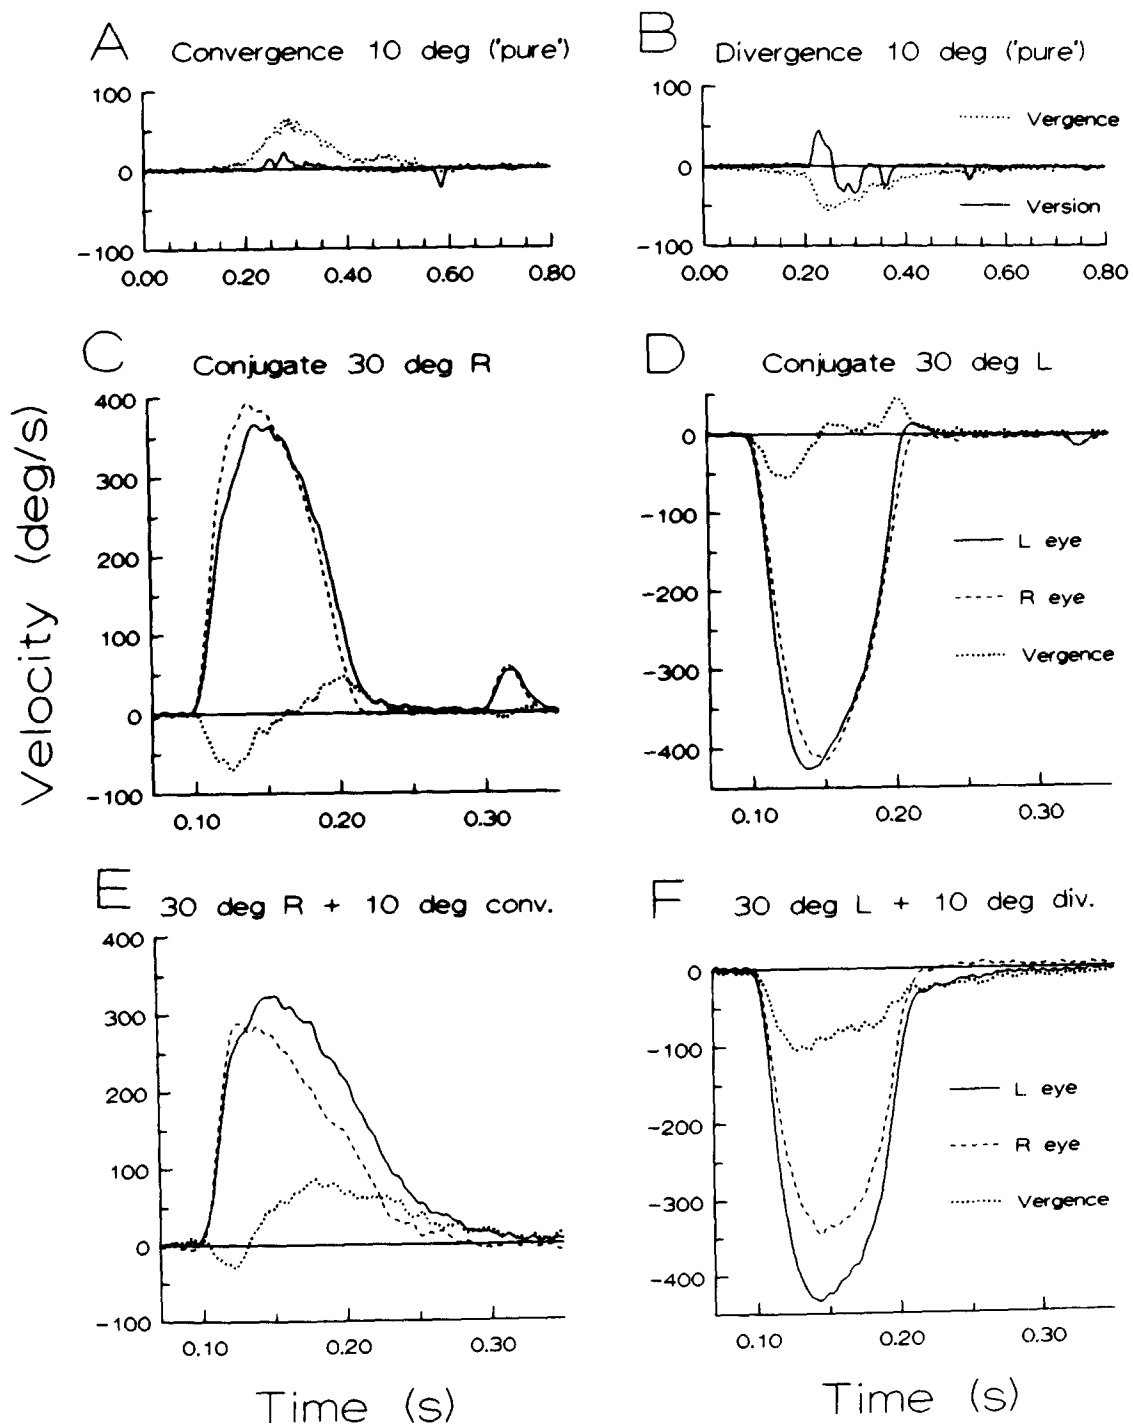 A Convergence 10 deg ('pure')
100
0
-100
0.00 0.20 0.40 0.60 0.80
B Divergence 10 deg ('pure')
100
0
-100
Vergence
Version
0.00 0.20 0.40 0.60 0.80
Velocity (deg/s)
C Conjugate 30 deg R
400
300
200
100
0
-100
0.10 0.20 0.30
D Conjugate 30 deg L
0
-100
-200
-300
-400
L eye
R eye
Vergence
0.10 0.20 0.30
E 30 deg R + 10 deg conv.
400
300
200
100
0
-100
0.10 0.20 0.30
Time (s)
F 30 deg L + 10 deg div.
0
-100
-200
-300
-400
L eye
R eye
Vergence
0.10 0.20 0.30
Time (s)